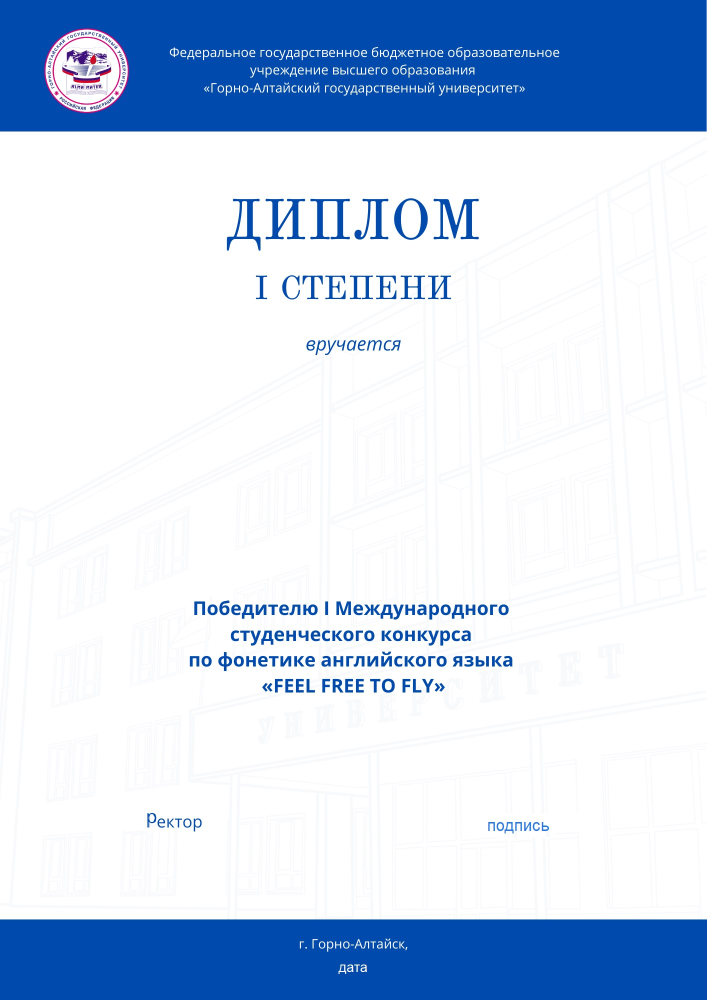 ГОРНО-АЛТАЙСКИЙ ГОСУДАРСТВЕННЫЙ УНИВЕРСИТЕТ
ALMA MATER
РОССИЙСКАЯ ФЕДЕРАЦИЯ
Федеральное государственное бюджетное образовательное
учреждение высшего образования
«Горно-Алтайский государственный университет»
ДИПЛОМ
I СТЕПЕНИ
вручается
Победителю I Международного
студенческого конкурса
по фонетике английского языка
«FEEL FREE TO FLY»
УНИВЕРСИТЕТ
ректор
подпись
г. Горно-Алтайск,
дата